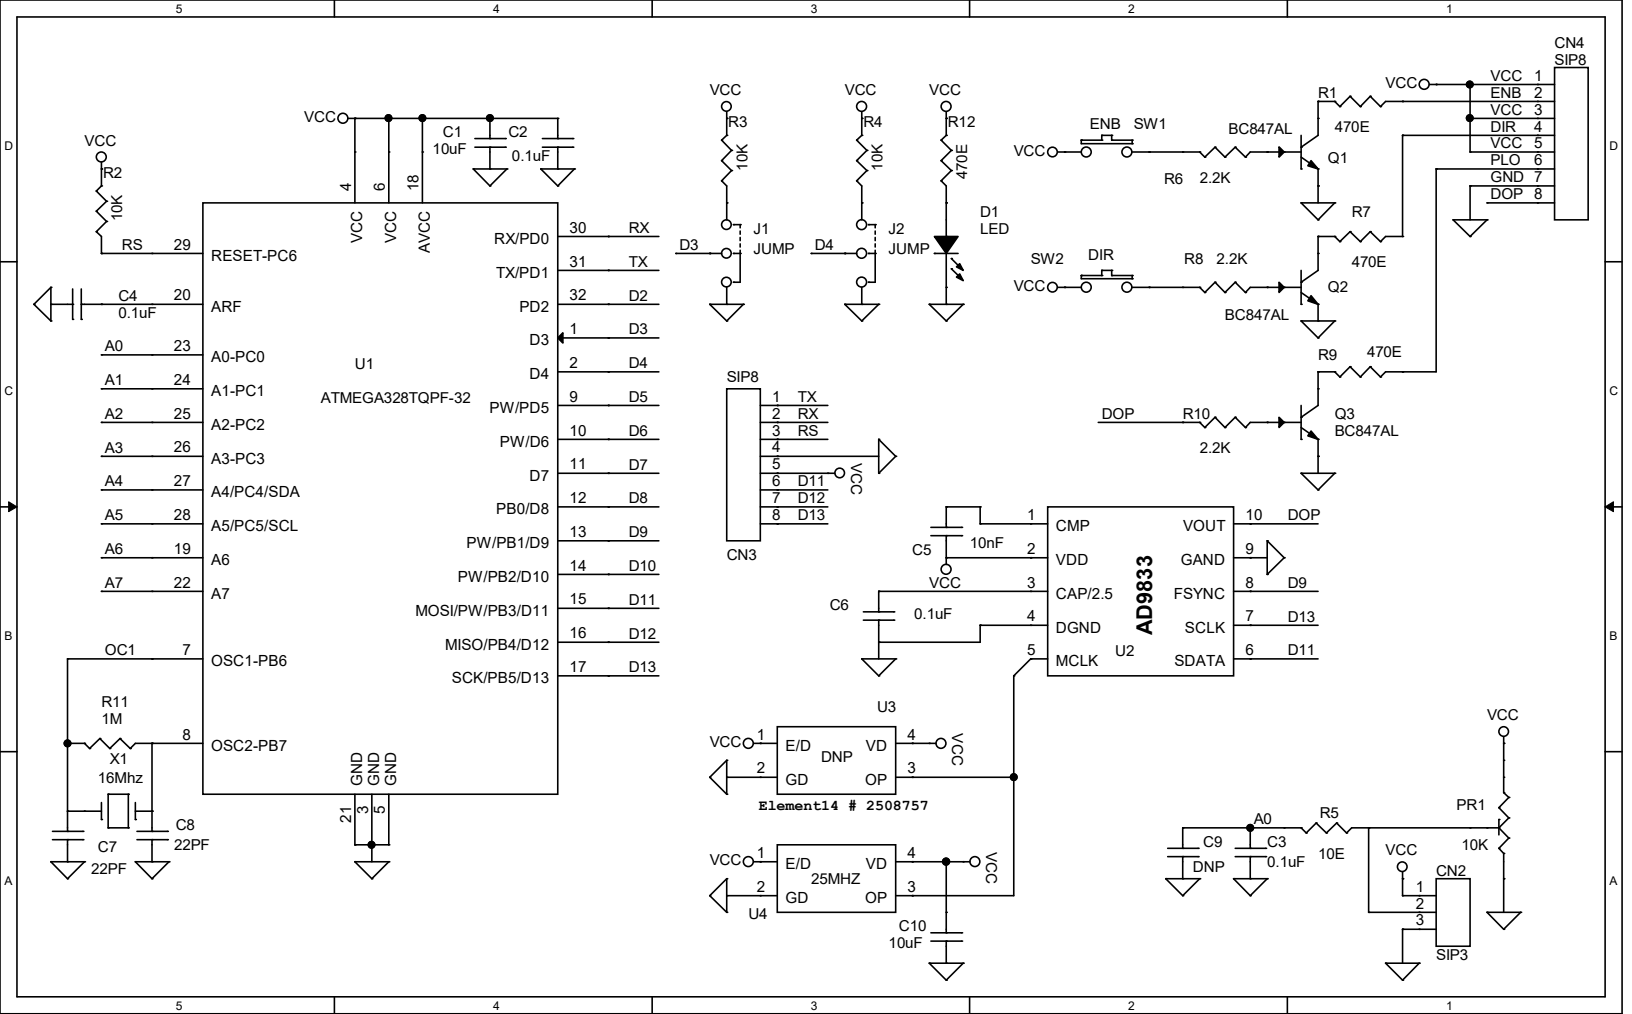 5 4 3 2 1
D
C
B
A
D
C
B
A
5 4 3 2 1
VCC
R2
10K
RS 29 RESET-PC6
C4 20 ARF
0.1uF
A0 23 A0-PC0
A1 24 A1-PC1
A2 25 A2-PC2
A3 26 A3-PC3
A4 27 A4/PC4/SDA
A5 28 A5/PC5/SCL
A6 19 A6
A7 22 A7
OC1 7 OSC1-PB6
R11
1M
8 OSC2-PB7
X1
16Mhz
C7
22PF
C8
22PF
VCC
C1
10uF
C2
0.1uF
4 6 18
VCC VCC AVCC
U1
ATMEGA328TQPF-32
RX/PD0 30 RX
TX/PD1 31 TX
PD2 32 D2
D3 1 D3
D4 2 D4
PW/PD5 9 D5
PW/D6 10 D6
D7 11 D7
PB0/D8 12 D8
PW/PB1/D9 13 D9
PW/PB2/D10 14 D10
MOSI/PW/PB3/D11 15 D11
MISO/PB4/D12 16 D12
SCK/PB5/D13 17 D13
GND GND GND
21 3 5
VCC
R3
10K
D3
J1
JUMP
VCC
R4
10K
D4
J2
JUMP
VCC
R12
470E
D1
LED
SIP8
1 TX
2 RX
3 RS
4
5 VCC
6 D11
7 D12
8 D13
CN3
VCC
ENB SW1
R6 2.2K
BC847AL
Q1
R1
470E
SW2 DIR
VCC
R8 2.2K
BC847AL
Q2
R7
470E
DOP
R10
2.2K
Q3
BC847AL
R9
470E
CN4
SIP8
VCC
VCC 1
ENB 2
VCC 3
DIR 4
VCC 5
PLO 6
GND 7
DOP 8
C5
10nF
VCC
C6
0.1uF
1 CMP
2 VDD
3 CAP/2.5
4 DGND
5 MCLK
AD9833
U2
VOUT 10 DOP
GAND 9
FSYNC 8 D9
SCLK 7 D13
SDATA 6 D11
U3
VCC 1 E/D
2 GD
DNP
VD 4 VCC
OP 3
Element14 # 2508757
VCC 1 E/D
2 GD
25MHZ
VD 4 VCC
OP 3
U4
C10
10uF
VCC
PR1
10K
A0
R5
10E
C9
DNP
C3
0.1uF
VCC
CN2
1
2
3
SIP3